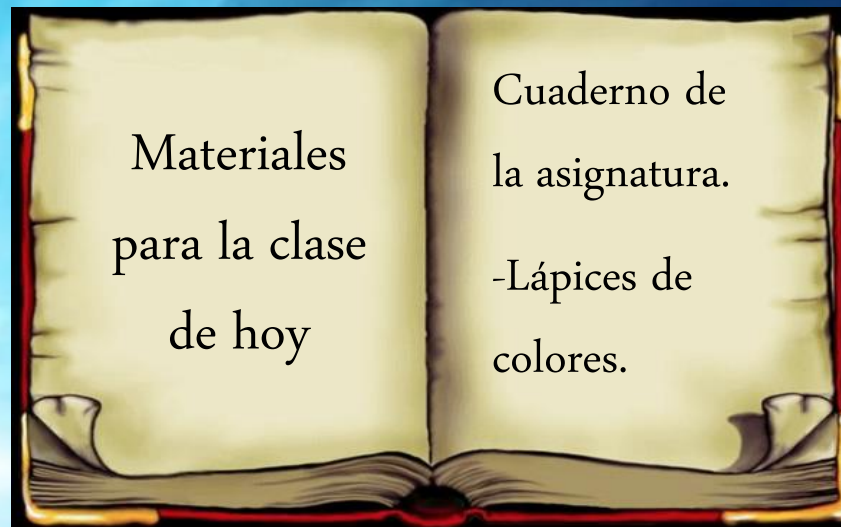 Materiales
para la clase
de hoy
Cuaderno de
la asignatura.
-Lápices de
colores.